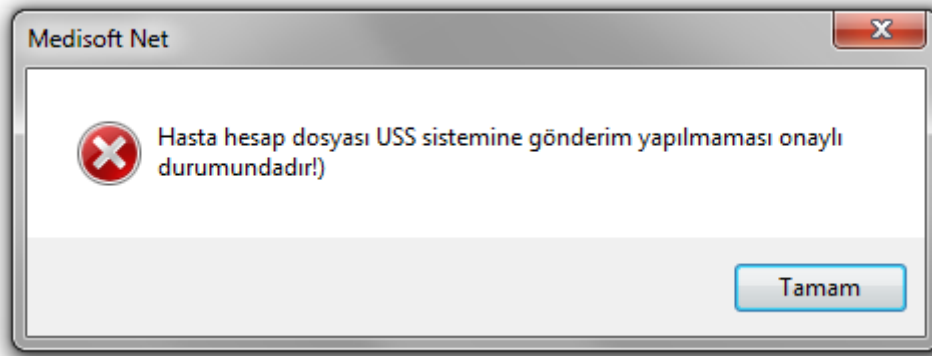 Medisoft Net
Hasta hesap dosyası USS sistemine gönderim yapılmaması onaylı
durumundadır!)
Tamam